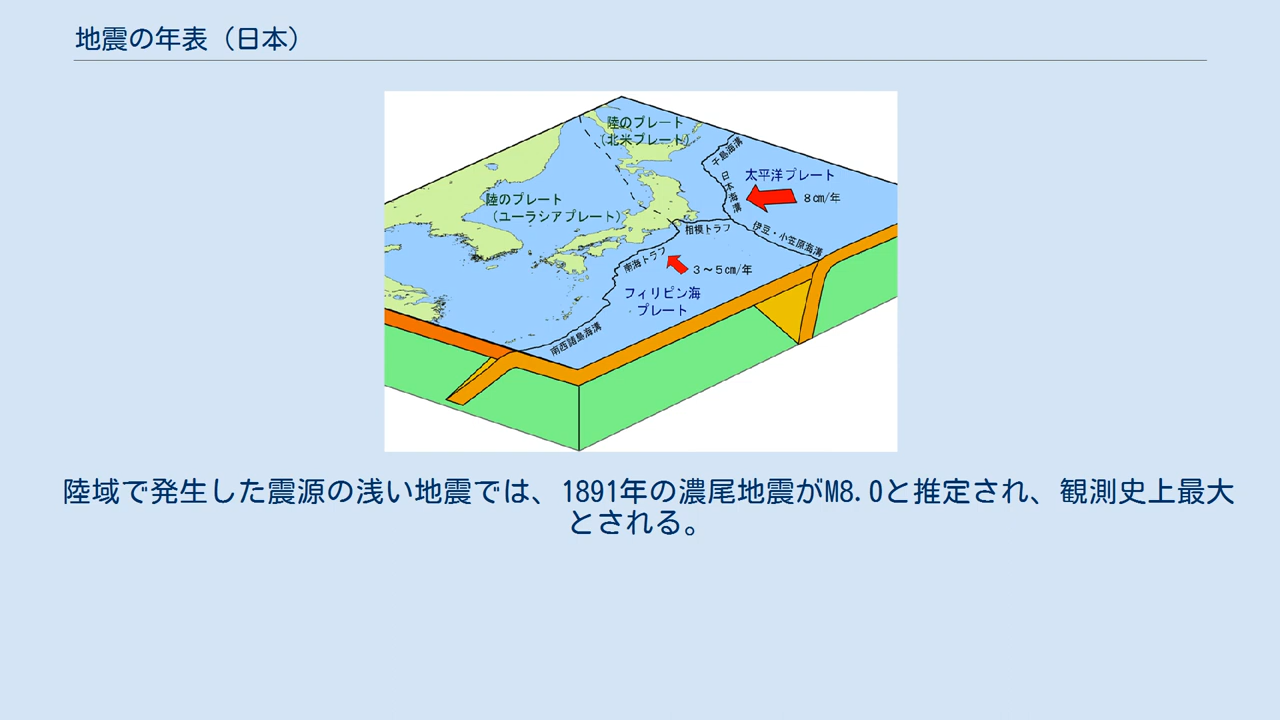 地震の年表（日本）
陸のプレート
（北米プレート）
千島海溝
太平洋プレート
日本海溝
8㎝/年
陸のプレート
（ユーラシアプレート）
相模トラフ
伊豆・小笠原海溝
南海トラフ
3～5㎝/年
フィリピン海
プレート
南西諸島海溝
陸域で発生した震源の浅い地震では、1891年の濃尾地震がM8.0と推定され、観測史上最大
とされる。